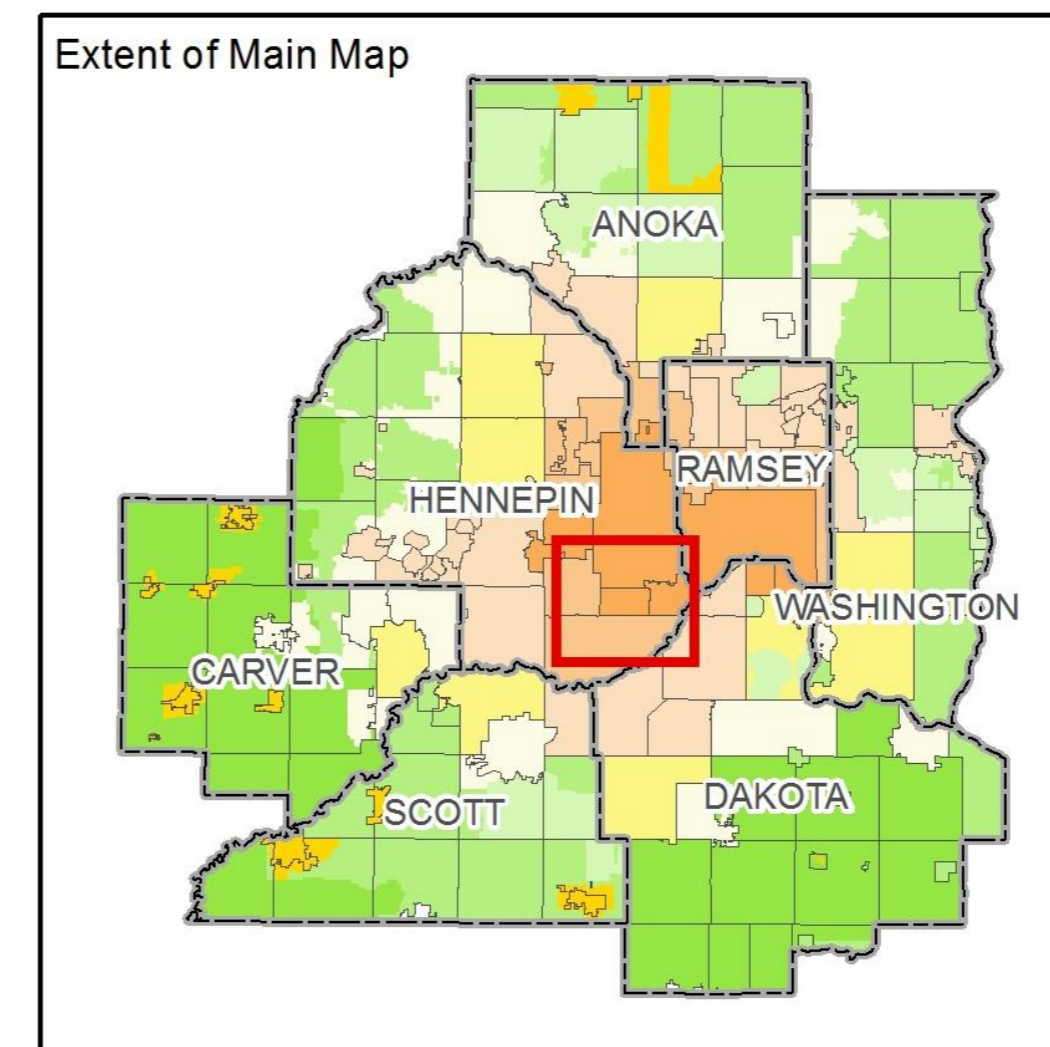 Extent of Main Map
ANOKA
RAMSEY
HENNEPIN
WASHINGTON
CARVER
DAKOTA
SCOTT